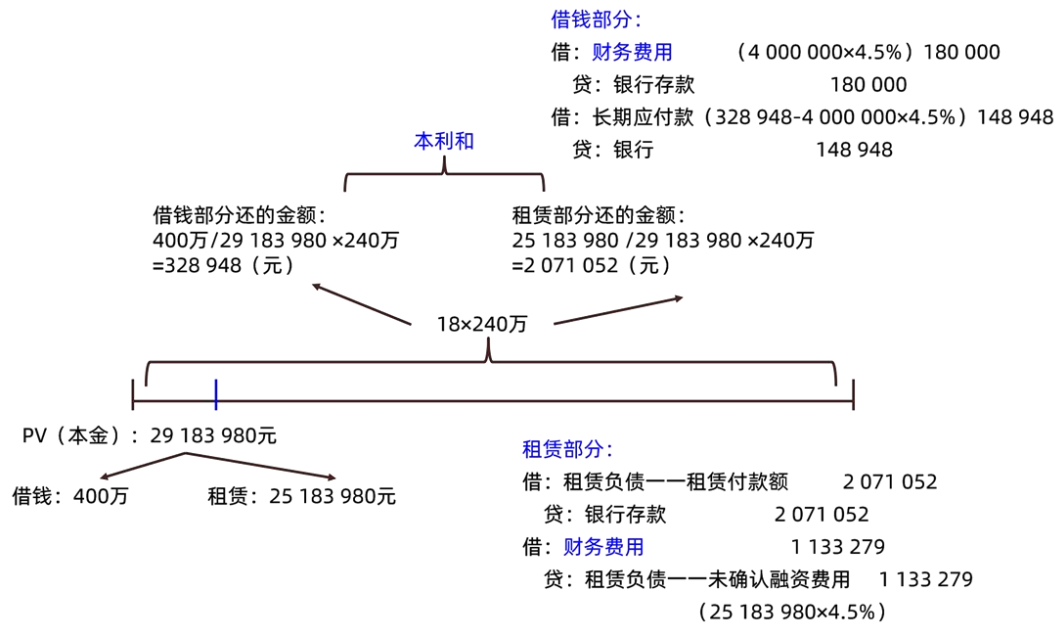 借钱部分：
借：财务费用 （4 000 000×4.5%）180 000
贷：银行存款 180 000
借：长期应付款（328 948-4 000 000×4.5%）148 948
贷：银行 148 948
本利和
借钱部分还的金额：
400万/29 183 980 ×240万
=328 948（元）
租赁部分还的金额：
25 183 980 /29 183 980 ×240万
=2 071 052（元）
18×240万
PV（本金）：29 183 980元
借钱：400万
租赁：25 183 980元
租赁部分：
借：租赁负债一一租赁付款额 2 071 052
贷：银行存款 2 071 052
借：财务费用 1 133 279
贷：租赁负债一一未确认融资费用 1 133 279
（25 183 980×4.5%）